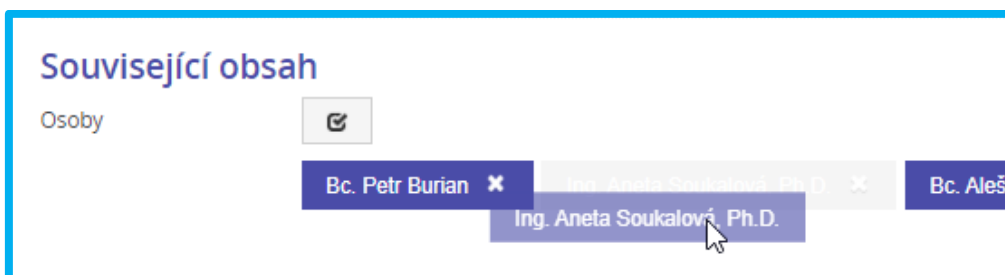 Související obsah
Osoby
Bc. Petr Burian Ing. Aneta Soukalová, Ph.D. Bc. Aleš
Ing. Aneta Soukalová, Ph.D.